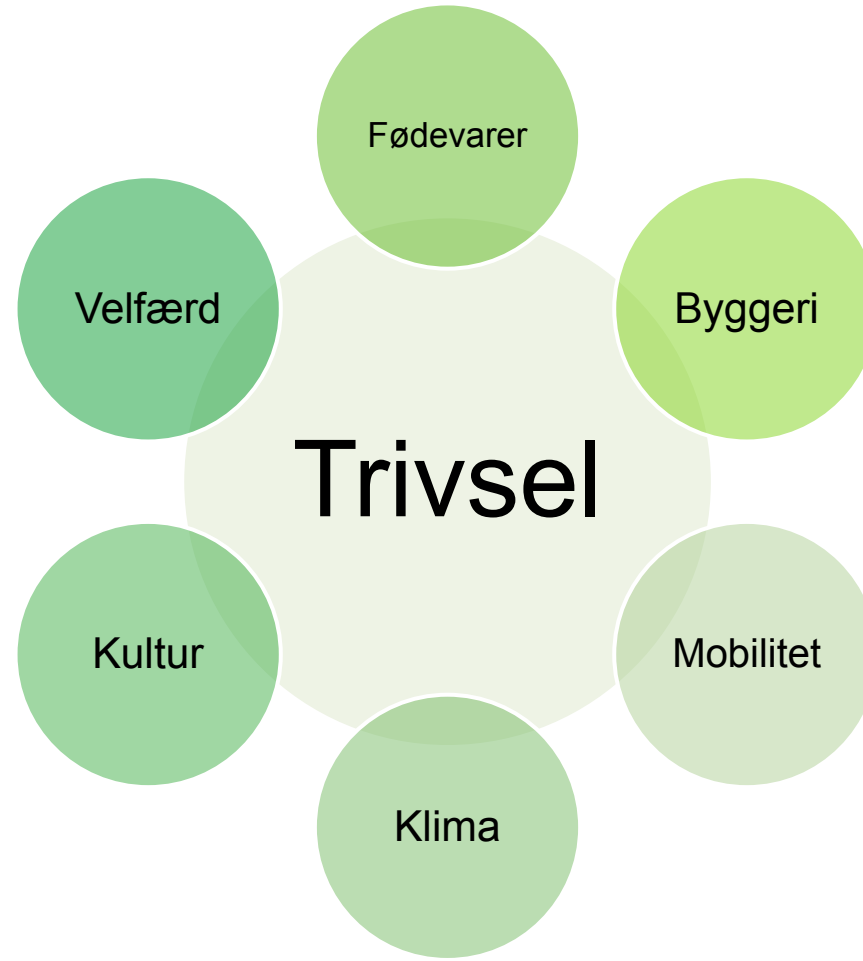 Fødevarer
Velfærd
Byggeri
Trivsel
Kultur
Mobilitet
Klima